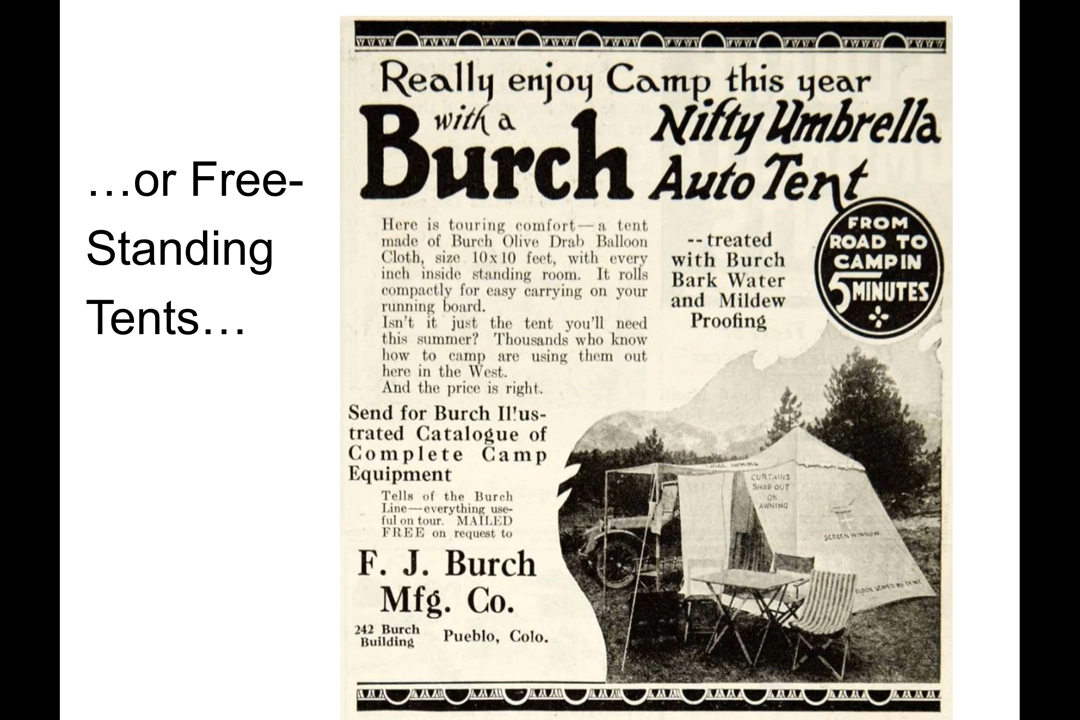 …or Free-
Standing
Tents…
Really enjoy Camp this year
with a
Burch
Nifty Umbrella
Auto Tent
Here is touring comfort—a tent
made of Burch Olive Drab Balloon
Cloth, size 10x10 feet, with every
inch inside standing room. It rolls
compactly for easy carrying on your
running board.
Isn't it just the tent you'll need
this summer? Thousands who know
how to camp are using them out
here in the West.
And the price is right.
--treated
with Burch
Bark Water
and Mildew
Proofing
FROM
ROAD TO
CAMP IN
5 MINUTES
Send for Burch Il!us-
trated Catalogue of
Complete Camp
Equipment
Tells of the Burch
Line—everything use-
ful on tour. MAILED
FREE on request to
F. J. Burch
Mfg. Co.
242 Burch
Building
Pueblo, Colo.
AWNING
CURTAINS
SNAP OUT
ON
AWNING
SCREEN WINDOW
FLOOR SEWED TO TENT